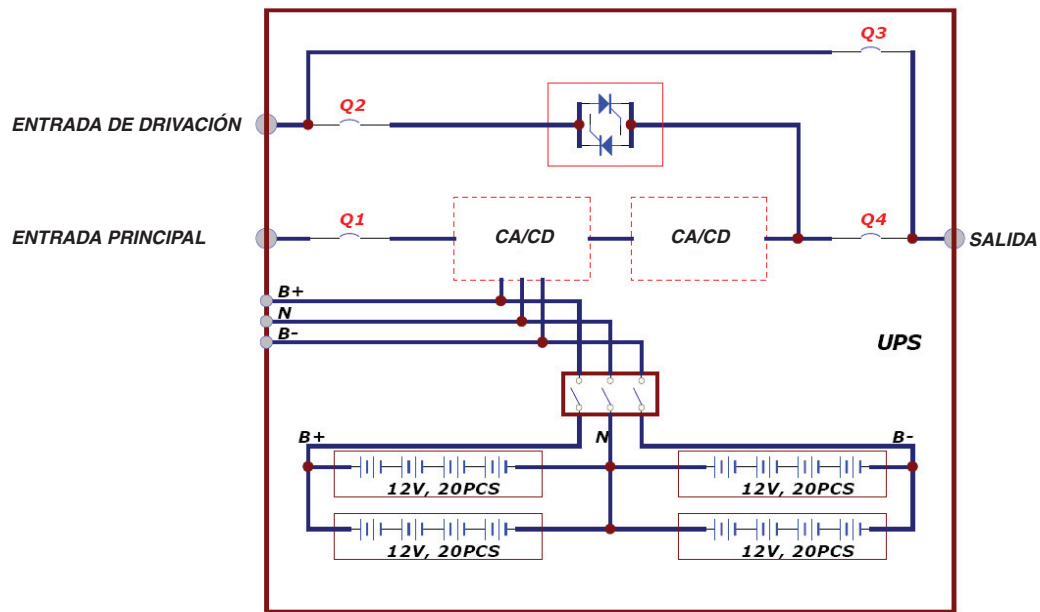 Q3
Q2
ENTRADA DE DRIVACIÓN
Q1
Q4
ENTRADA PRINCIPAL
CA/CD
CA/CD
SALIDA
B+
N
B-
UPS
B+
N
B-
12V, 20PCS
12V, 20PCS
12V, 20PCS
12V, 20PCS